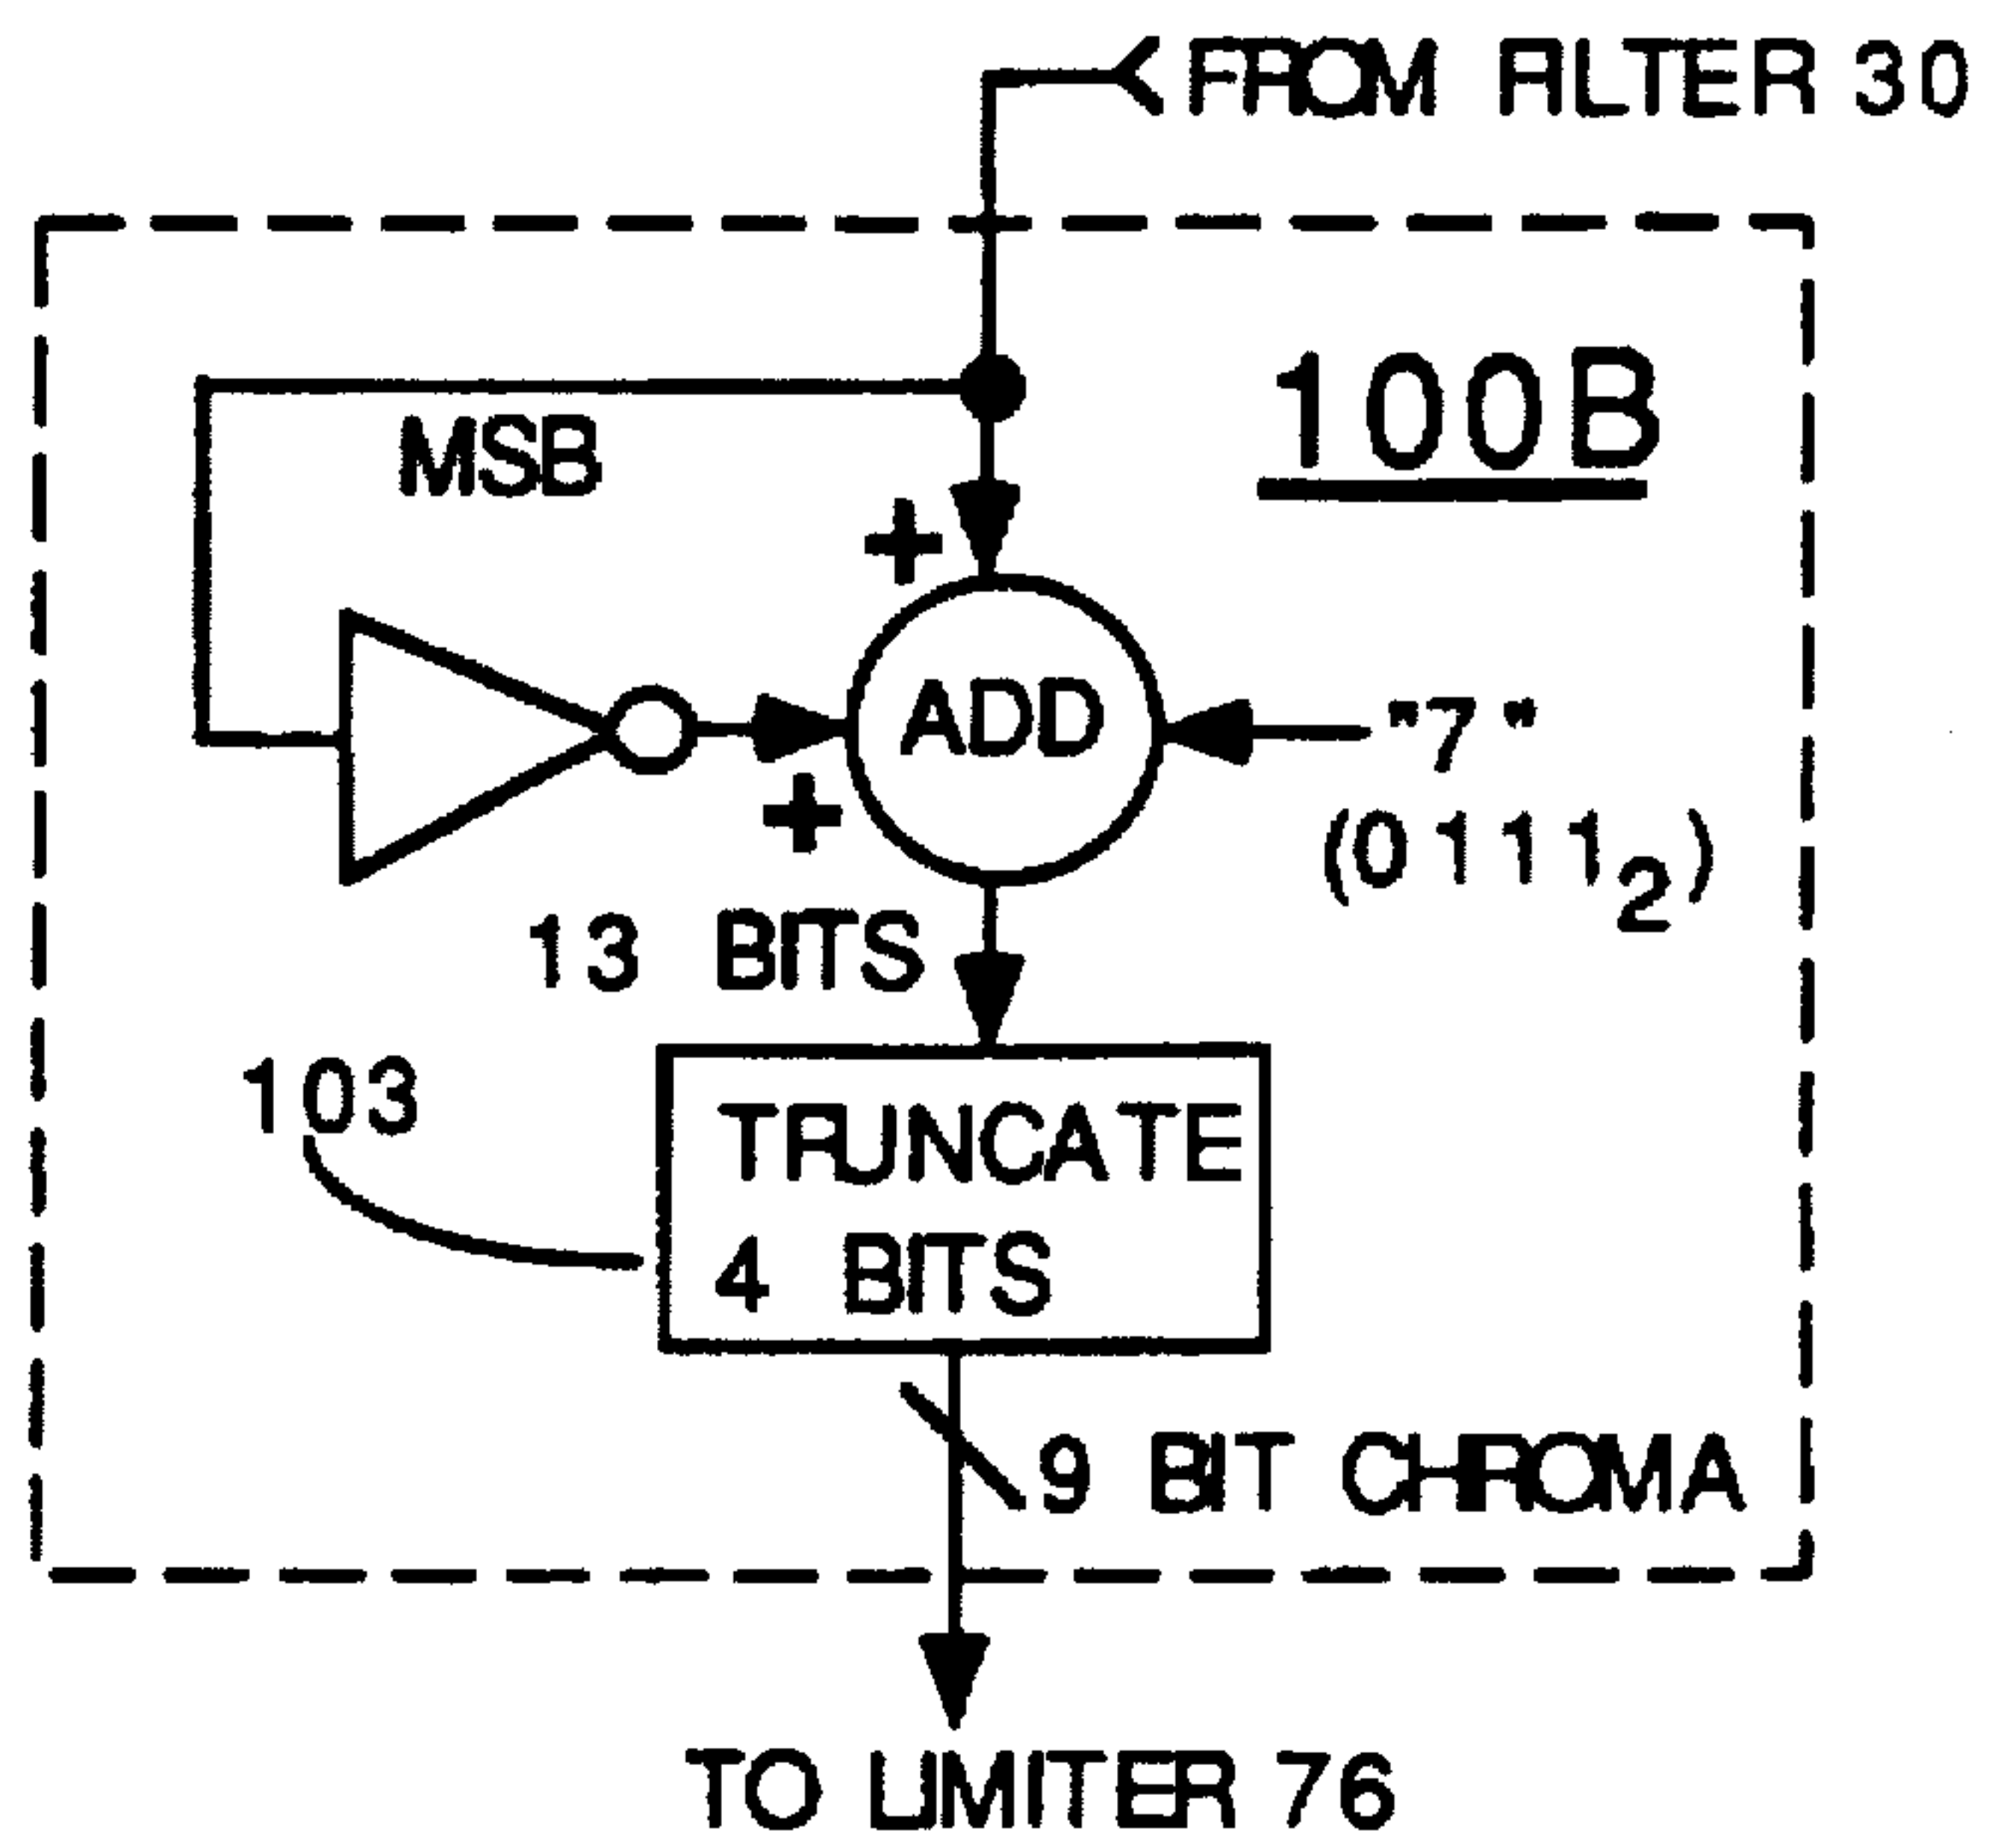 FROM FILTER 30
100B
MSB
+
ADD
"7"
+
(0111₂)
13 BITS
103
TRUNCATE
4 BITS
9 BIT CHROMA
TO LIMITER 76